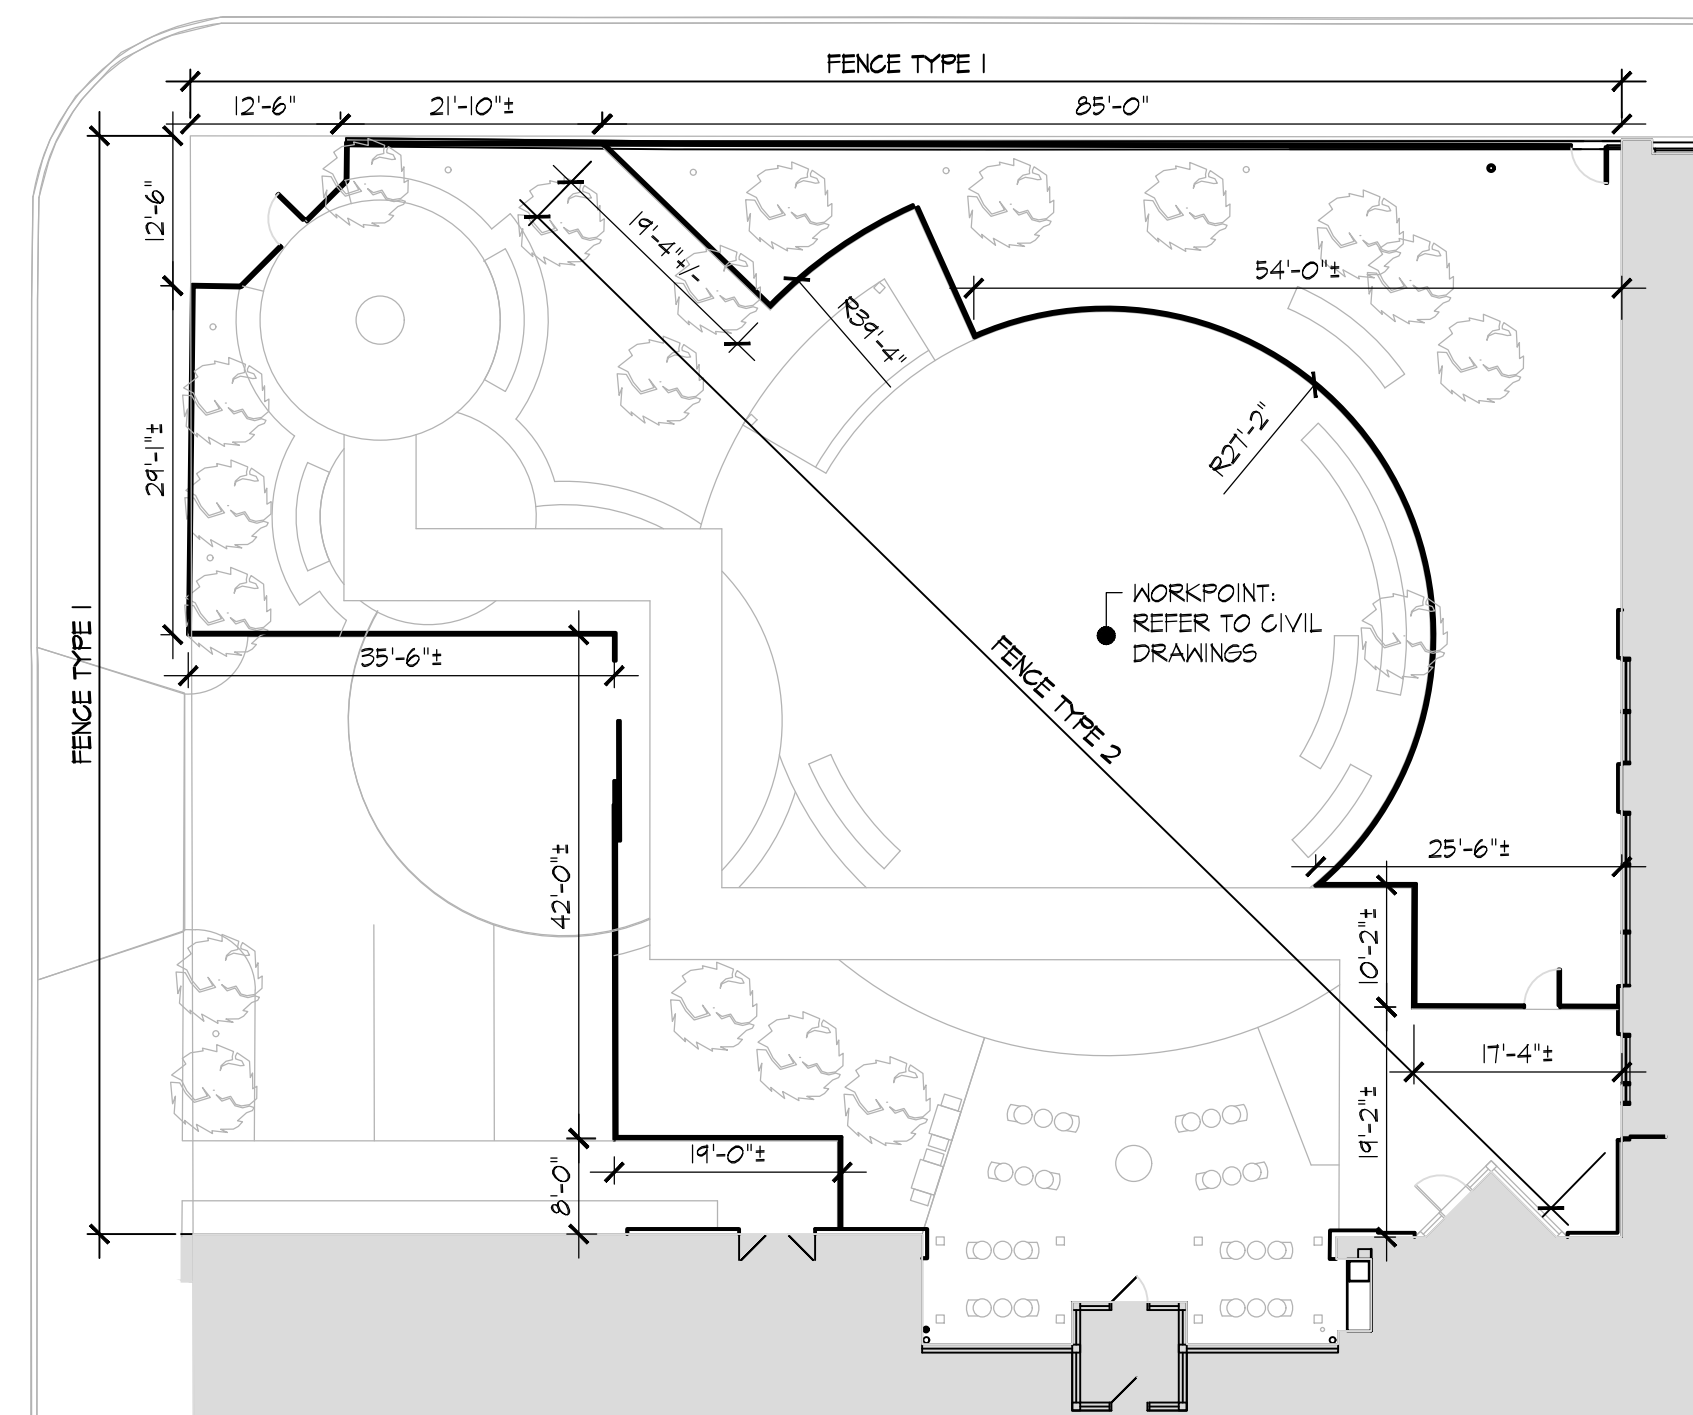 FENCE TYPE 1
12'-6"
21'-10"±
85'-0"
12'-6"
19'-4"+/-
54'-0"±
R39'-4"
R27'-2"
29'-1"±
WORKPOINT:
REFER TO CIVIL
DRAWINGS
FENCE TYPE 1
35'-6"±
FENCE TYPE 2
25'-6"±
42'-0"±
10'-2"±
17'-4"±
19'-2"±
19'-0"±
8'-0"